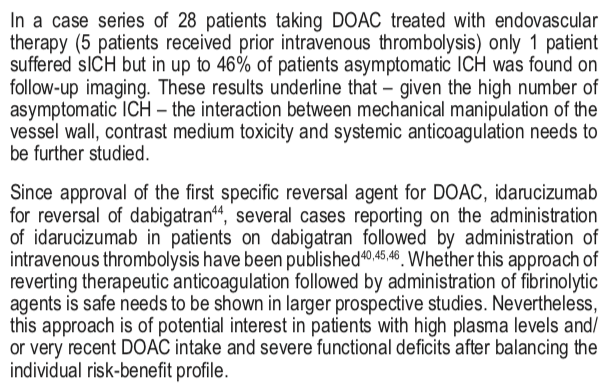 In a case series of 28 patients taking DOAC treated with endovascular
therapy (5 patients received prior intravenous thrombolysis) only 1 patient
suffered sICH but in up to 46% of patients asymptomatic ICH was found on
follow-up imaging. These results underline that – given the high number of
asymptomatic ICH – the interaction between mechanical manipulation of the
vessel wall, contrast medium toxicity and systemic anticoagulation needs to
be further studied.

Since approval of the first specific reversal agent for DOAC, idarucizumab
for reversal of dabigatran⁴⁴, several cases reporting on the administration
of idarucizumab in patients on dabigatran followed by administration of
intravenous thrombolysis have been published⁴⁰,⁴⁵,⁴⁶. Whether this approach of
reverting therapeutic anticoagulation followed by administration of fibrinolytic
agents is safe needs to be shown in larger prospective studies. Nevertheless,
this approach is of potential interest in patients with high plasma levels and/
or very recent DOAC intake and severe functional deficits after balancing the
individual risk-benefit profile.